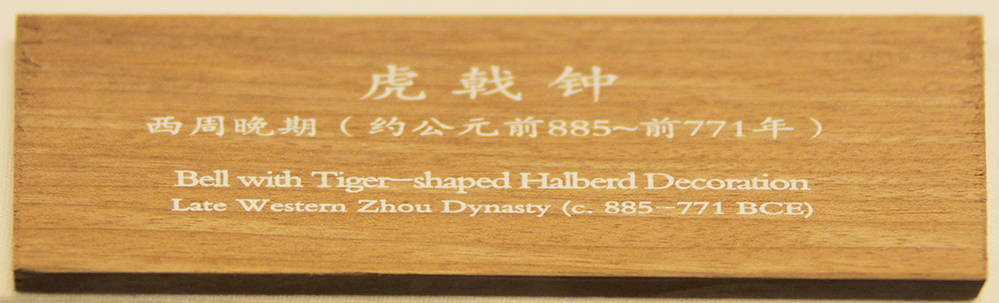 虎戟钟
西周晚期（约公元前885~前771年）
Bell with Tiger-shaped Halberd Decoration
Late Western Zhou Dynasty (c. 885-771 BCE)